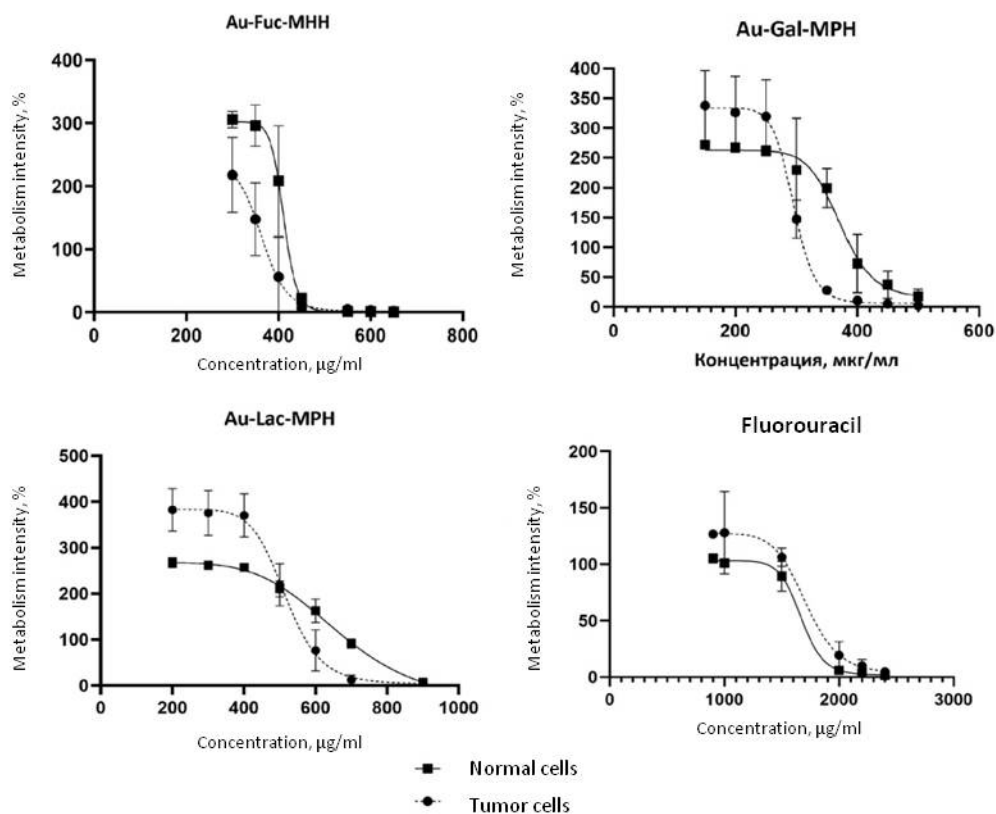 Au-Fuc-MHH
Metabolism intensity, %
400
300
200
100
0
0 200 400 600 800
Concentration, µg/ml
Au-Gal-MPH
Metabolism intensity, %
400
350
300
250
200
150
100
50
0
0 200 400 600
Концентрация, мкг/мл
Au-Lac-MPH
Metabolism intensity, %
500
400
300
200
100
0
0 200 400 600 800 1000
Concentration, µg/ml
Fluorouracil
Metabolism intensity, %
200
150
100
50
0
0 1000 2000 3000
Concentration, µg/ml
Normal cells
Tumor cells